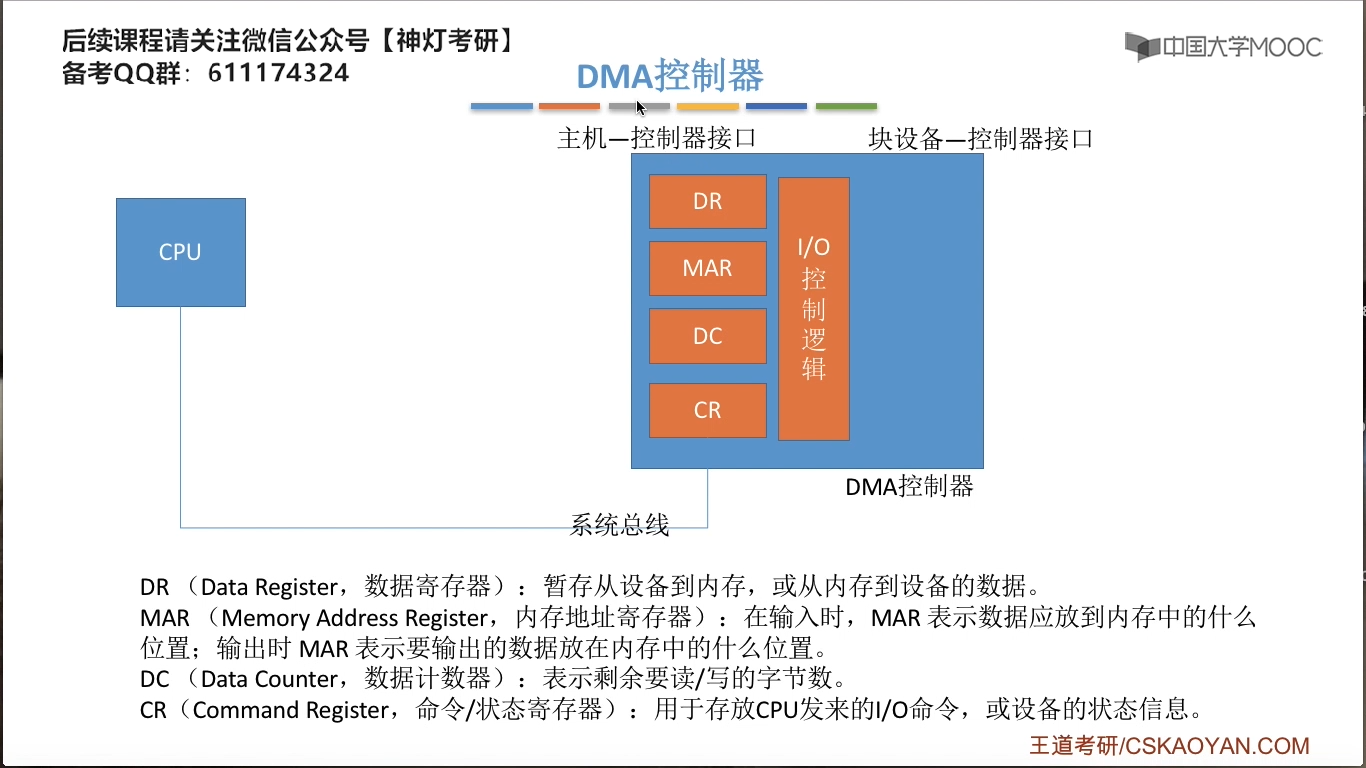 后续课程请关注微信公众号【神灯考研】
备考QQ群：611174324
中国大学MOOC
DMA控制器
主机—控制器接口
块设备—控制器接口
CPU
DR
MAR
DC
CR
I/O
控
制
逻
辑
DMA控制器
系统总线
DR （Data Register，数据寄存器）：暂存从设备到内存，或从内存到设备的数据。
MAR （Memory Address Register，内存地址寄存器）：在输入时，MAR 表示数据应放到内存中的什么
位置；输出时 MAR 表示要输出的数据放在内存中的什么位置。
DC （Data Counter，数据计数器）：表示剩余要读/写的字节数。
CR（Command Register，命令/状态寄存器）：用于存放CPU发来的I/O命令，或设备的状态信息。
王道考研/CSKAOYAN.COM